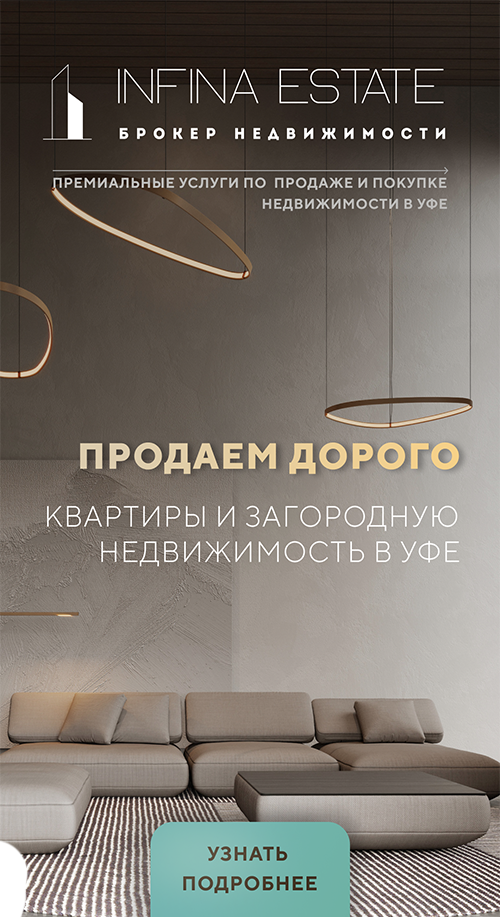 INFINA ESTATE
БРОКЕР НЕДВИЖИМОСТИ
ПРЕМИАЛЬНЫЕ УСЛУГИ ПО ПРОДАЖЕ И ПОКУПКЕ
НЕДВИЖИМОСТИ В УФЕ
ПРОДАЕМ ДОРОГО
КВАРТИРЫ И ЗАГОРОДНУЮ
НЕДВИЖИМОСТЬ В УФЕ
УЗНАТЬ
ПОДРОБНЕЕ